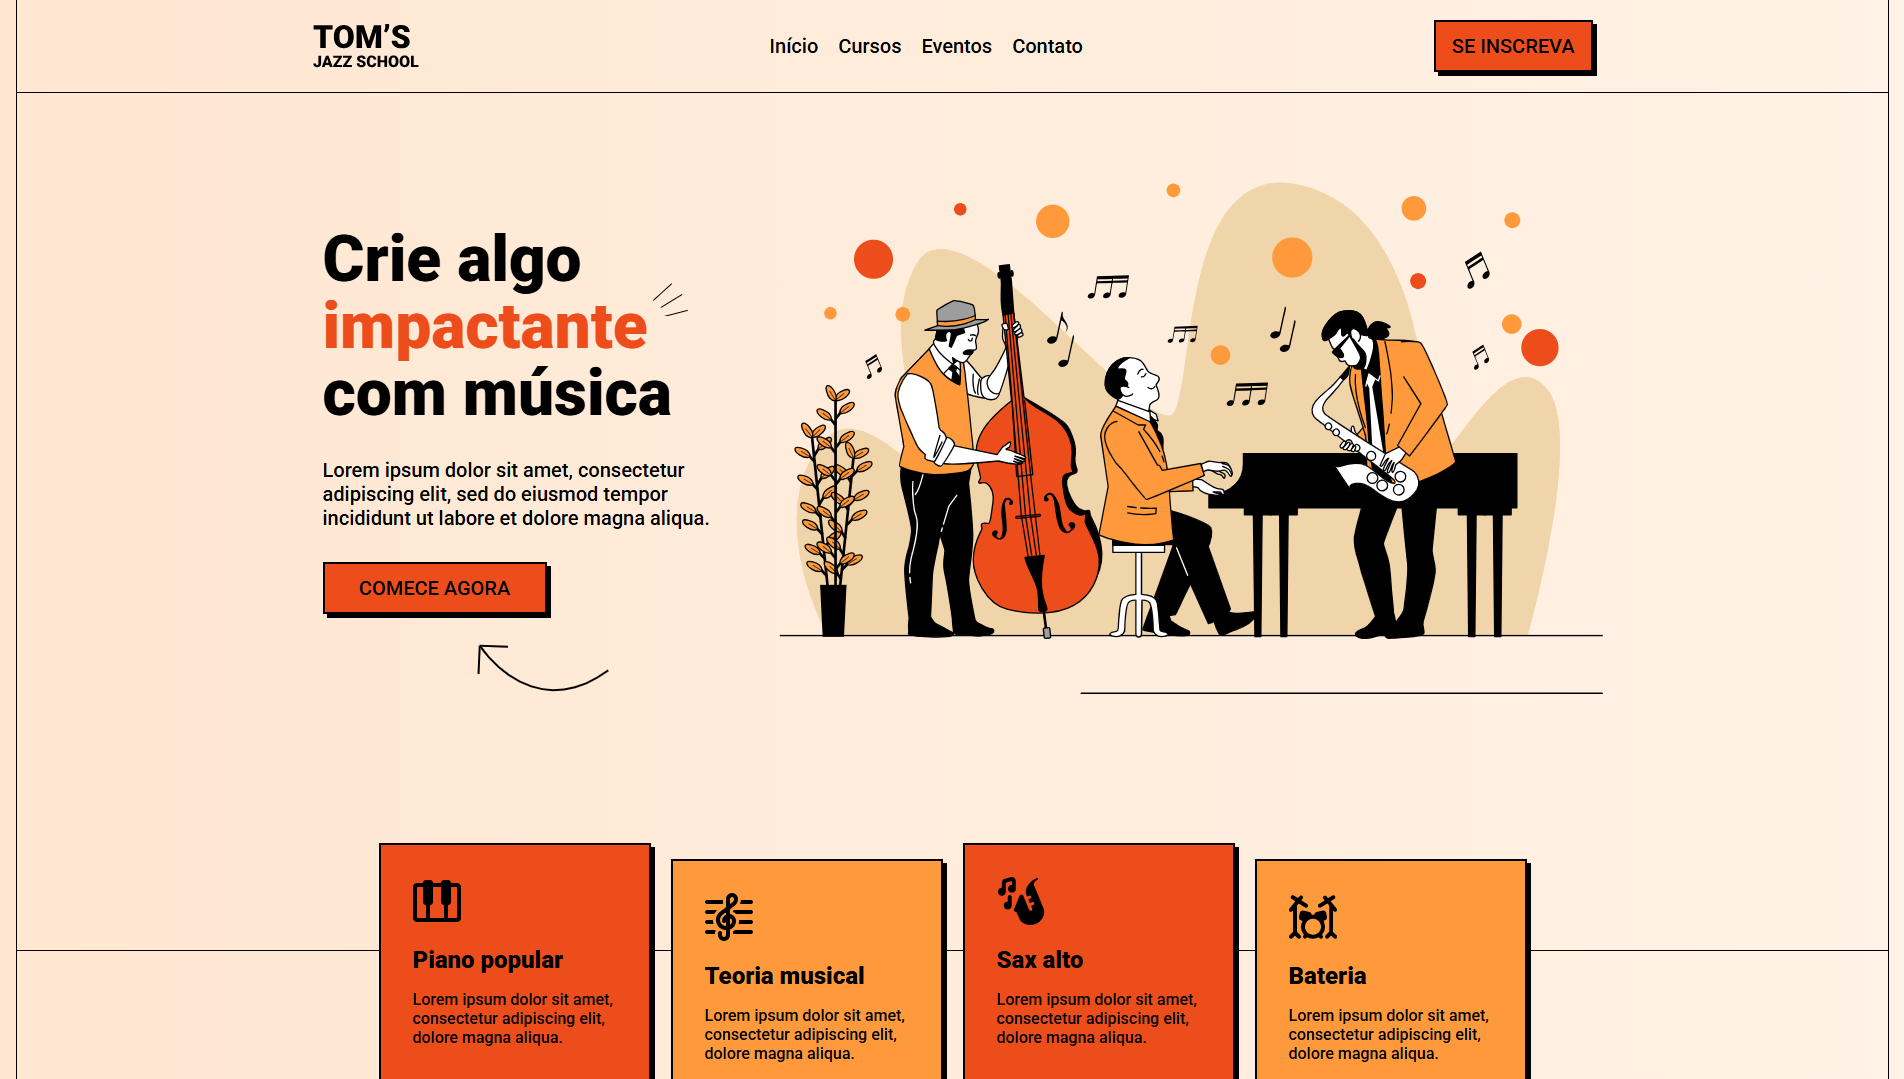 TOM’S
JAZZ SCHOOL
Início Cursos Eventos Contato
SE INSCREVA
Crie algo
impactante
com música
Lorem ipsum dolor sit amet, consectetur
adipiscing elit, sed do eiusmod tempor
incididunt ut labore et dolore magna aliqua.
COMECE AGORA
Piano popular
Lorem ipsum dolor sit amet,
consectetur adipiscing elit,
dolore magna aliqua.
Teoria musical
Lorem ipsum dolor sit amet,
consectetur adipiscing elit,
dolore magna aliqua.
Sax alto
Lorem ipsum dolor sit amet,
consectetur adipiscing elit,
dolore magna aliqua.
Bateria
Lorem ipsum dolor sit amet,
consectetur adipiscing elit,
dolore magna aliqua.